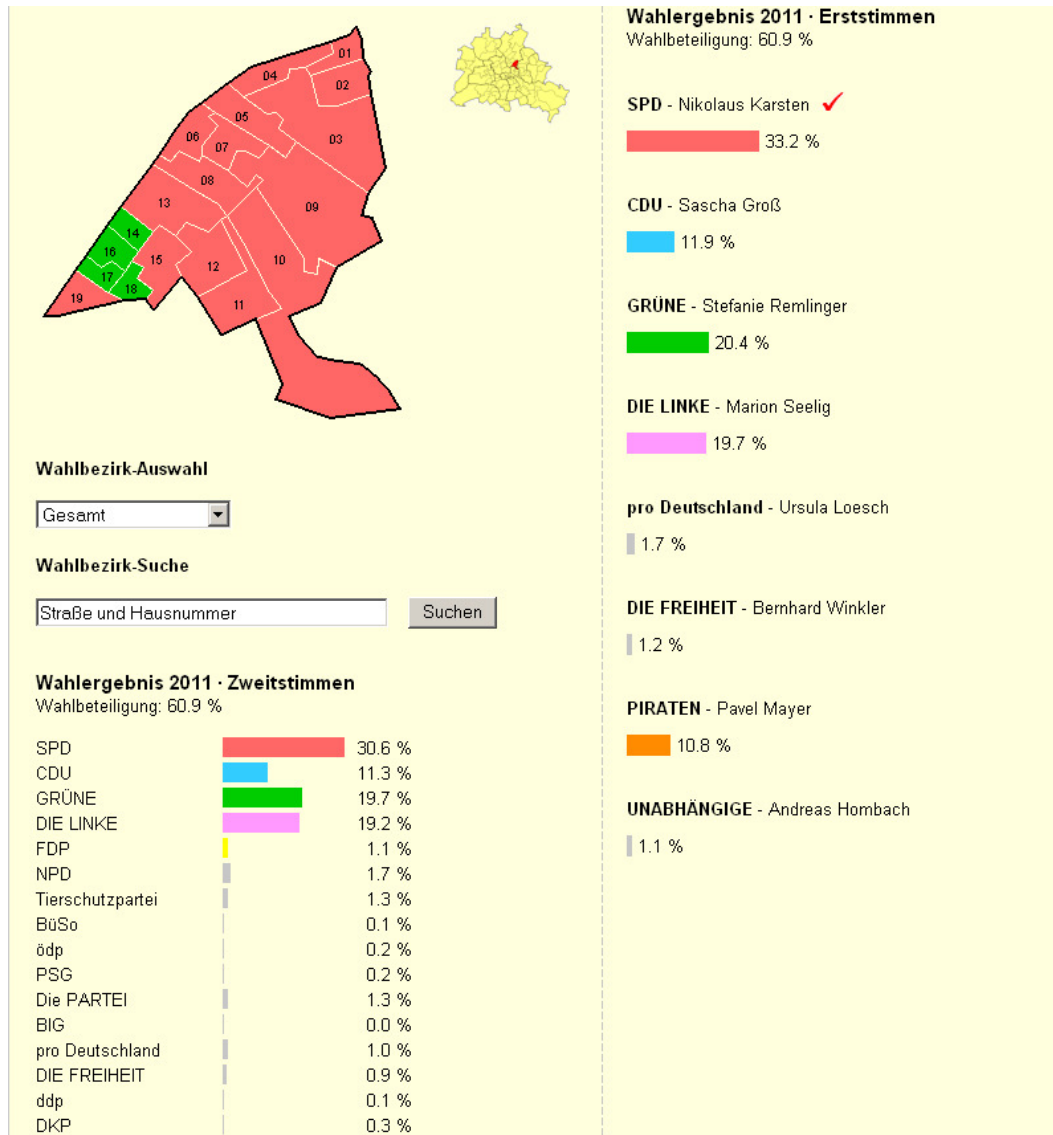 01
04
02
05
06
03
07
08
13
09
14
16
15
12
10
17
18
19
11
Wahlbezirk-Auswahl
Gesamt
Wahlbezirk-Suche
Straße und Hausnummer
Suchen
Wahlergebnis 2011 · Zweitstimmen
Wahlbeteiligung: 60.9 %
SPD 30.6 %
CDU 11.3 %
GRÜNE 19.7 %
DIE LINKE 19.2 %
FDP 1.1 %
NPD 1.7 %
Tierschutzpartei 1.3 %
BüSo 0.1 %
ödp 0.2 %
PSG 0.2 %
Die PARTEI 1.3 %
BIG 0.0 %
pro Deutschland 1.0 %
DIE FREIHEIT 0.9 %
ddp 0.1 %
DKP 0.3 %
Wahlergebnis 2011 · Erststimmen
Wahlbeteiligung: 60.9 %
SPD - Nikolaus Karsten
33.2 %
CDU - Sascha Groß
11.9 %
GRÜNE - Stefanie Remlinger
20.4 %
DIE LINKE - Marion Seelig
19.7 %
pro Deutschland - Ursula Loesch
1.7 %
DIE FREIHEIT - Bernhard Winkler
1.2 %
PIRATEN - Pavel Mayer
10.8 %
UNABHÄNGIGE - Andreas Hombach
1.1 %